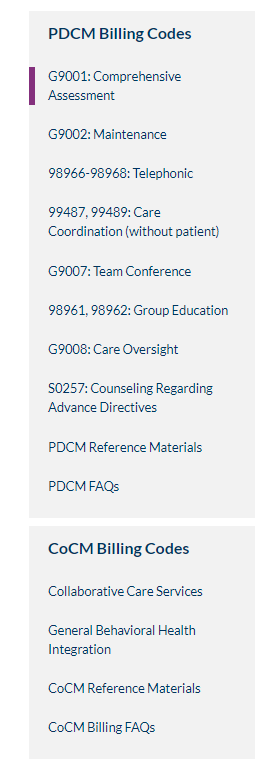 PDCM Billing Codes
G9001: Comprehensive
Assessment
G9002: Maintenance
98966-98968: Telephonic
99487, 99489: Care
Coordination (without patient)
G9007: Team Conference
98961, 98962: Group Education
G9008: Care Oversight
S0257: Counseling Regarding
Advance Directives
PDCM Reference Materials
PDCM FAQs
CoCM Billing Codes
Collaborative Care Services
General Behavioral Health
Integration
CoCM Reference Materials
CoCM Billing FAQs